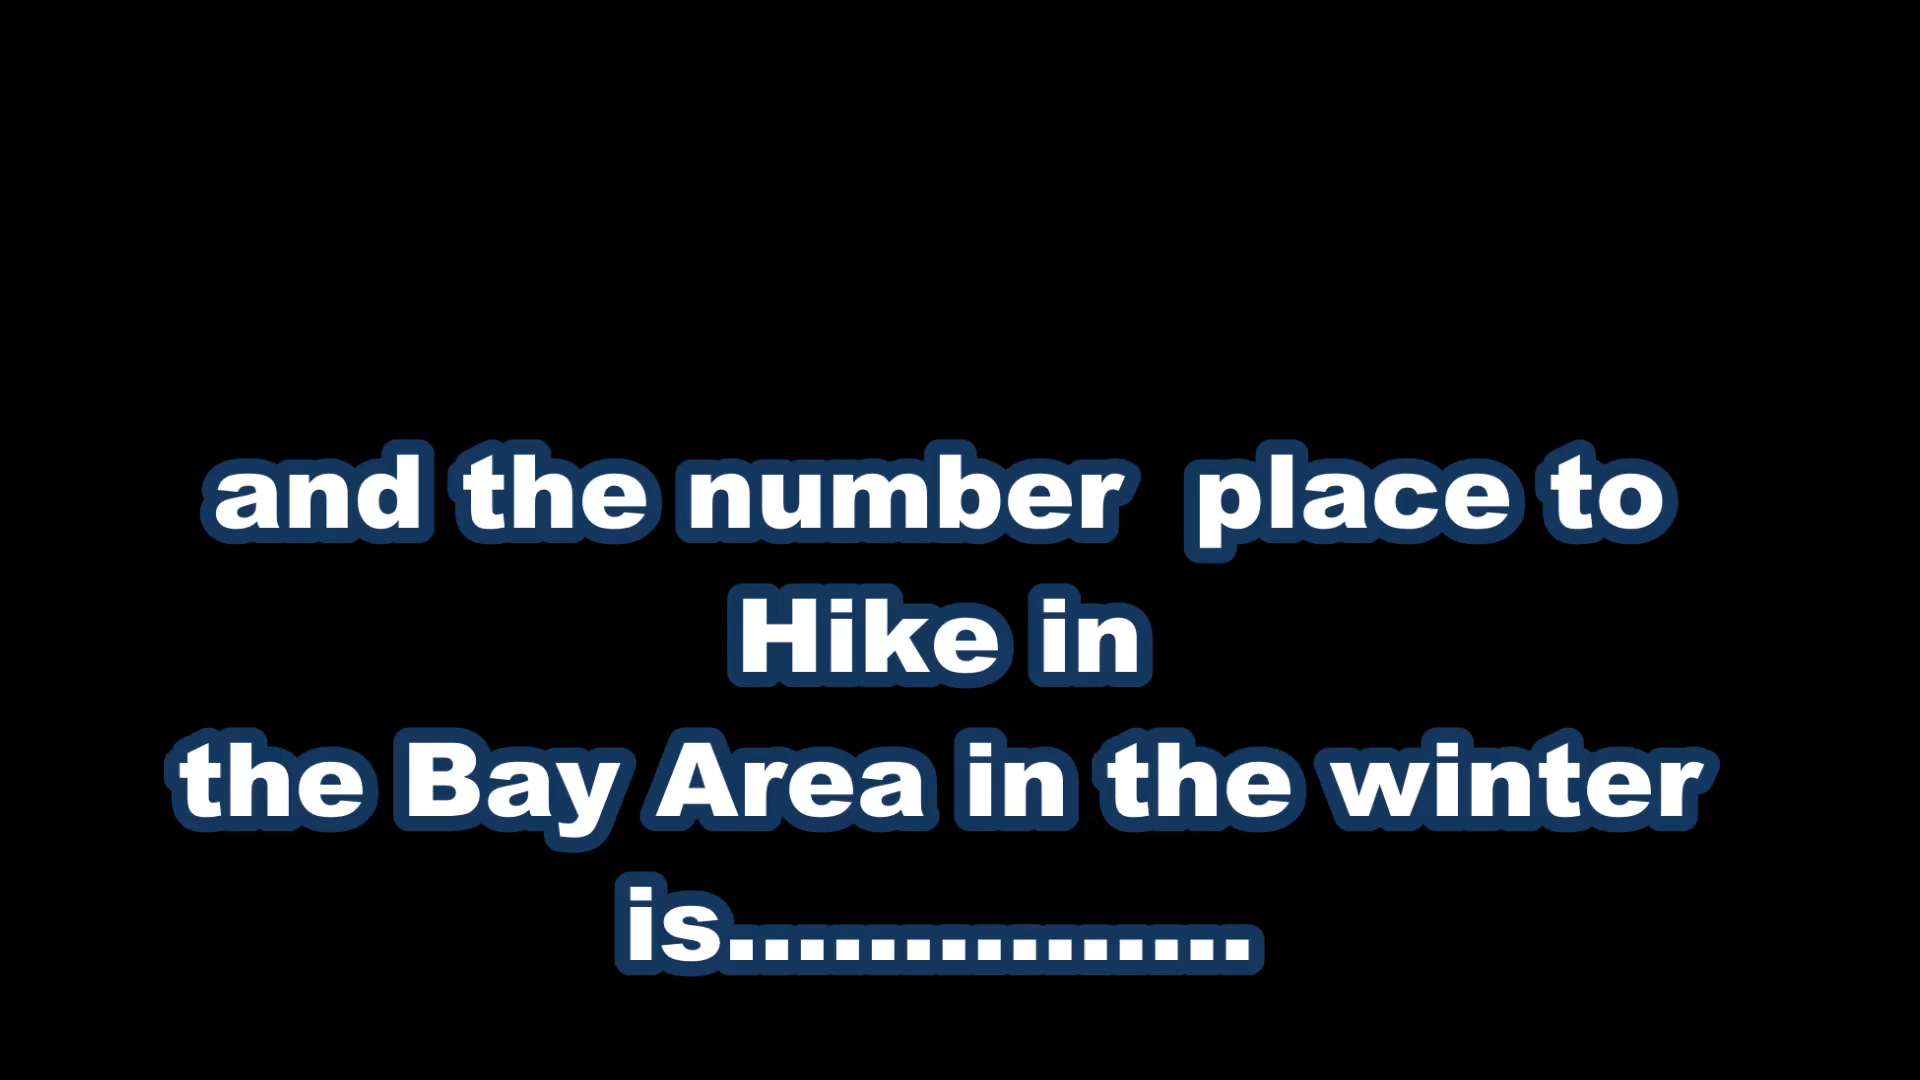 and the number  place to
Hike in
the Bay Area in the winter
is...............